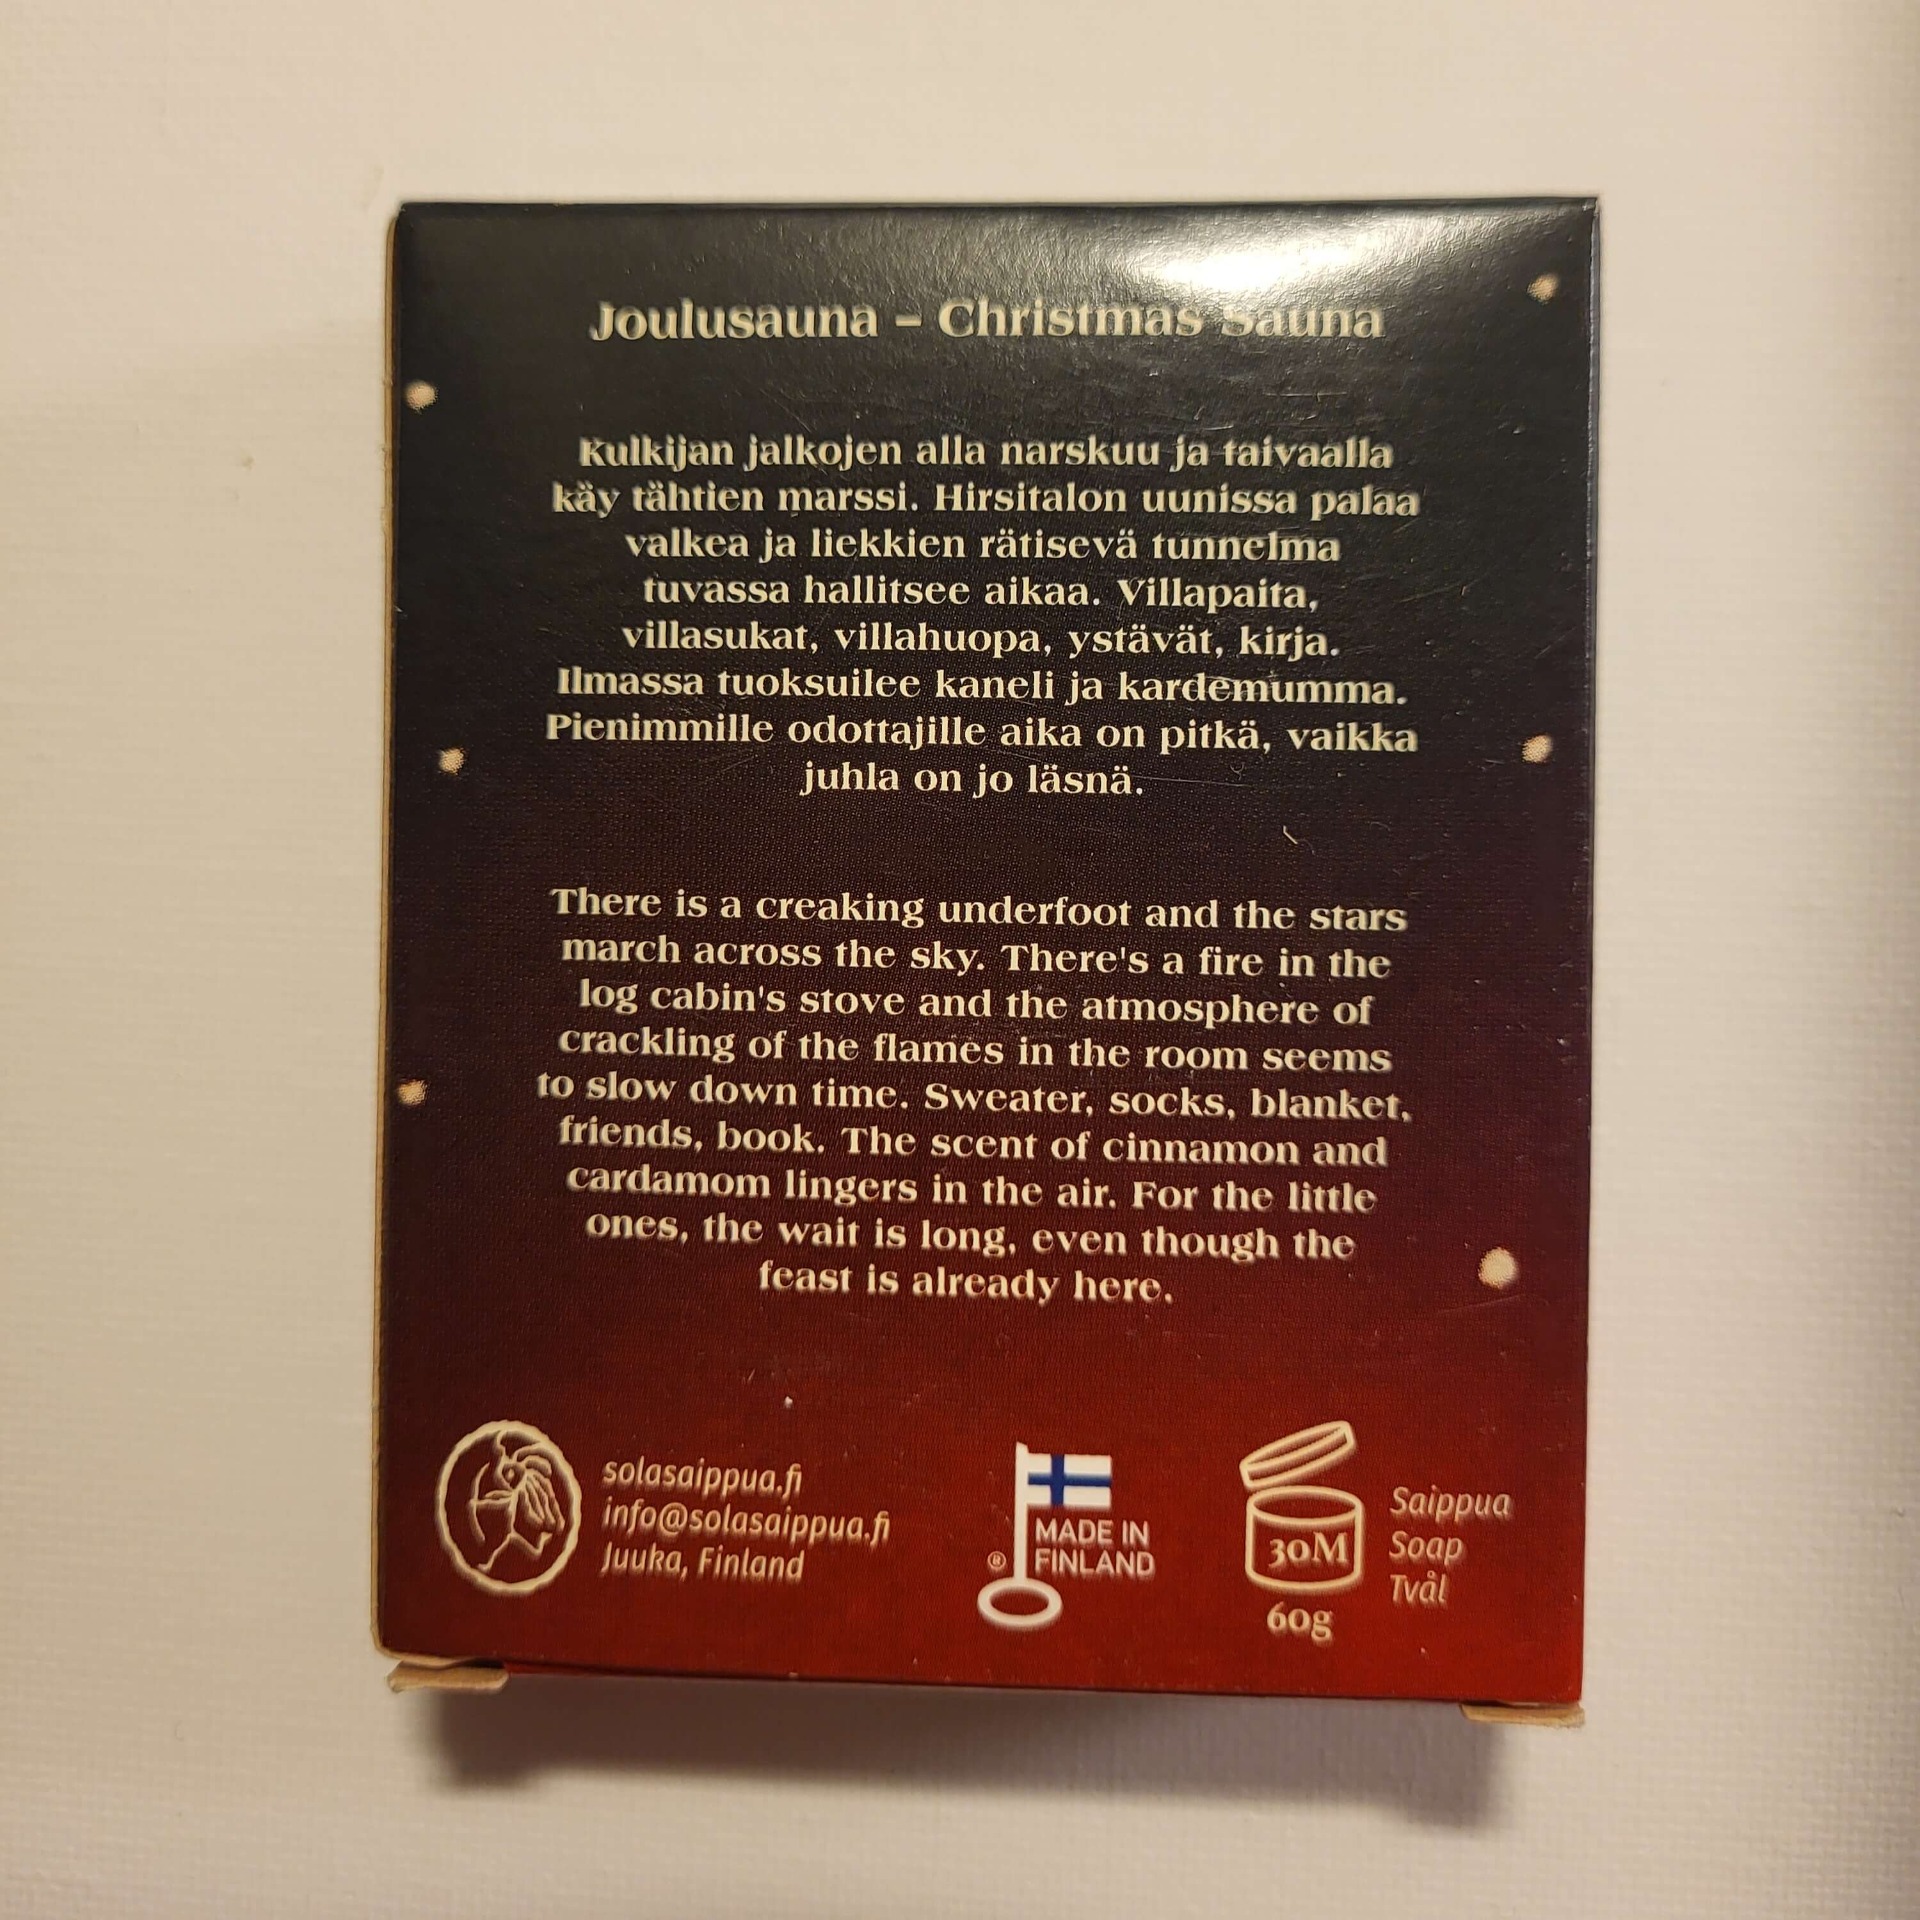 Joulusauna – Christmas Sauna
Kulkijan jalkojen alla narskuu ja taivaalla
käy tähtien marssi. Hirsitalon uunissa palaa
valkea ja liekkien rätisevä tunnelma
tuvassa hallitsee aikaa. Villapaita,
villasukat, villahuopa, ystävät, kirja.
Ilmassa tuoksuilee kaneli ja kardemumma.
Pienimmille odottajille aika on pitkä, vaikka
juhla on jo läsnä.
There is a creaking underfoot and the stars
march across the sky. There's a fire in the
log cabin's stove and the atmosphere of
crackling of the flames in the room seems
to slow down time. Sweater, socks, blanket,
friends, book. The scent of cinnamon and
cardamom lingers in the air. For the little
ones, the wait is long, even though the
feast is already here.
solasaippua.fi
info@solasaippua.fi
Juuka, Finland
MADE IN
® FINLAND
30M
60g
Saippua
Soap
Tvål